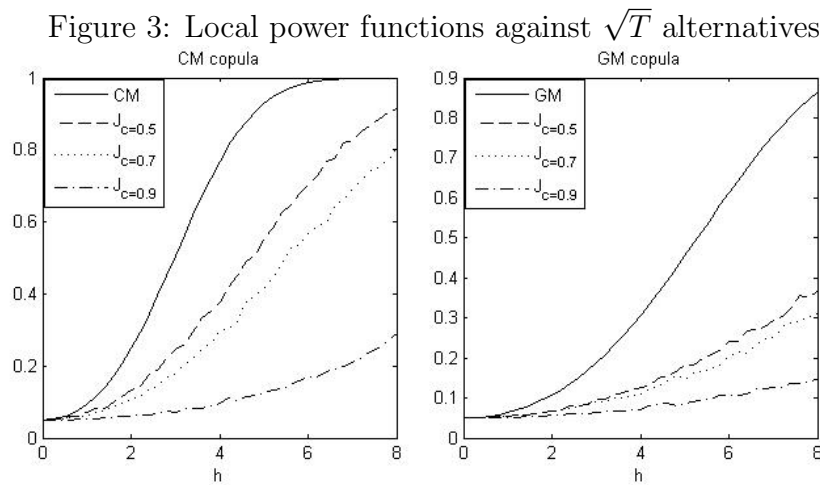 Figure 3: Local power functions against √T alternatives
CM copula
1
0.8
0.6
0.4
0.2
0
0
2
4
6
8
h
CM
J_{c=0.5}
J_{c=0.7}
J_{c=0.9}
GM copula
0.9
0.8
0.7
0.6
0.5
0.4
0.3
0.2
0.1
0
0
2
4
6
8
h
GM
J_{c=0.5}
J_{c=0.7}
J_{c=0.9}